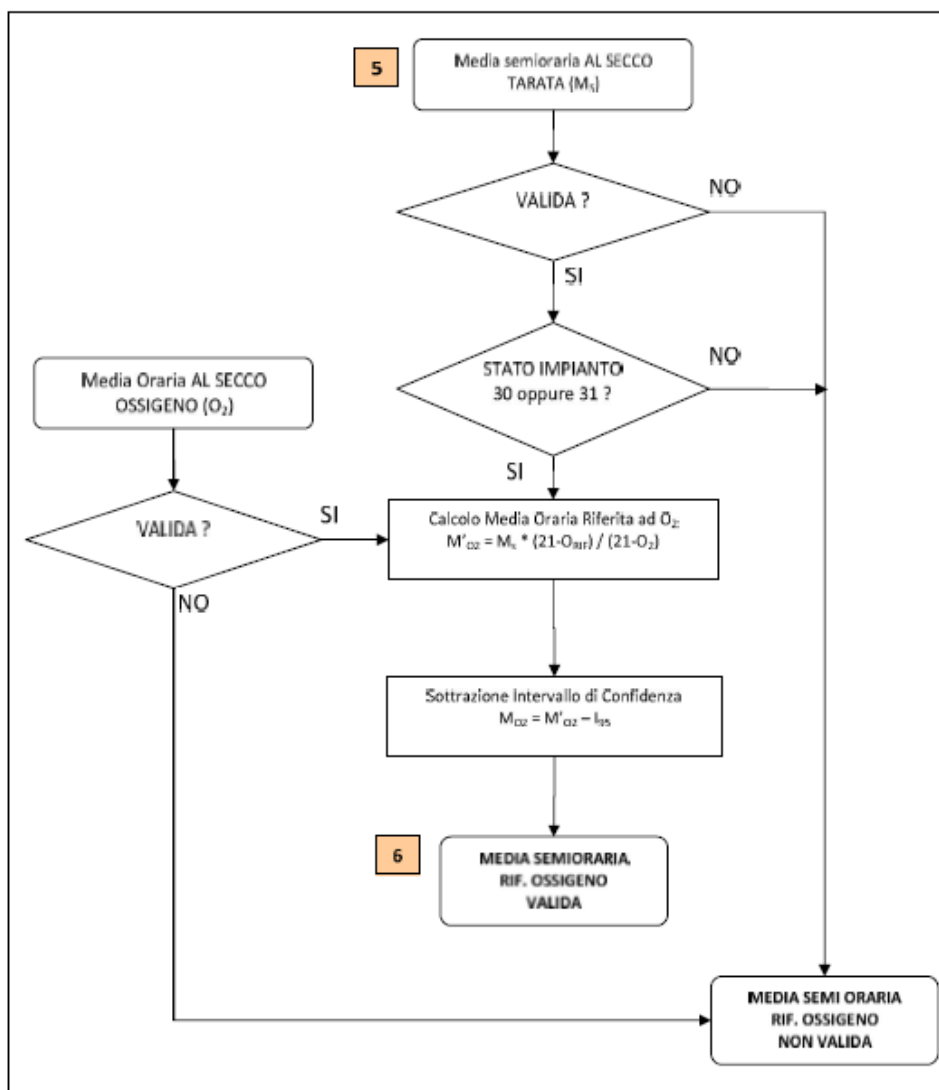 5
Media semioraria AL SECCO
TARATA (M₅)
VALIDA ?
NO
SI
STATO IMPIANTO
30 oppure 31 ?
NO
SI
Media Oraria AL SECCO
OSSIGENO (O₂)
VALIDA ?
SI
NO
Calcolo Media Oraria Riferita ad O₂:
M'O2 = Ms * (21-ORIF) / (21-O₂)
Sottrazione Intervallo di Confidenza
MO2 = M'O2 – I95
6
MEDIA SEMIORARIA
RIF. OSSIGENO
VALIDA
MEDIA SEMI ORARIA
RIF. OSSIGENO
NON VALIDA